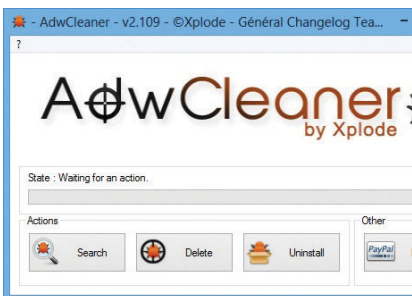 - AdwCleaner - v2.109 - ©Xplode - Général Changelog Tea...
?
AdwCleaner
by Xplode
State : Waiting for an action.
Actions
Other
Search
Delete
Uninstall
PayPal